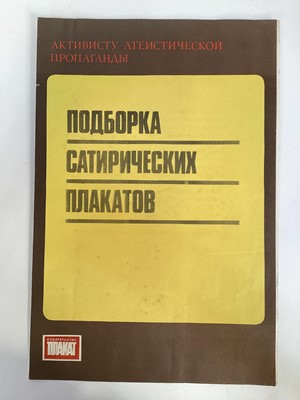 АКТИВИСТУ АТЕИСТИЧЕСКОЙ
ПРОПАГАНДЫ
ПОДБОРКА
САТИРИЧЕСКИХ
ПЛАКАТОВ
ИЗДАТЕЛЬСТВО
ПЛАКАТ